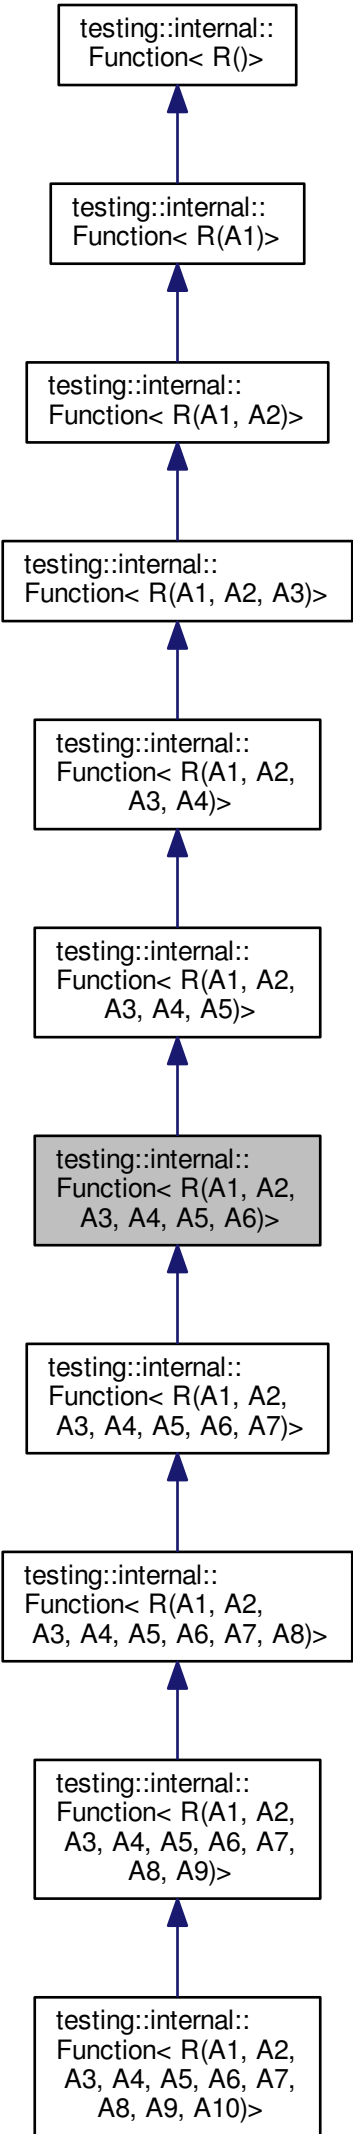 testing::internal::
Function< R()>
testing::internal::
Function< R(A1)>
testing::internal::
Function< R(A1, A2)>
testing::internal::
Function< R(A1, A2, A3)>
testing::internal::
Function< R(A1, A2,
A3, A4)>
testing::internal::
Function< R(A1, A2,
A3, A4, A5)>
testing::internal::
Function< R(A1, A2,
A3, A4, A5, A6)>
testing::internal::
Function< R(A1, A2,
A3, A4, A5, A6, A7)>
testing::internal::
Function< R(A1, A2,
A3, A4, A5, A6, A7, A8)>
testing::internal::
Function< R(A1, A2,
A3, A4, A5, A6, A7,
A8, A9)>
testing::internal::
Function< R(A1, A2,
A3, A4, A5, A6, A7,
A8, A9, A10)>